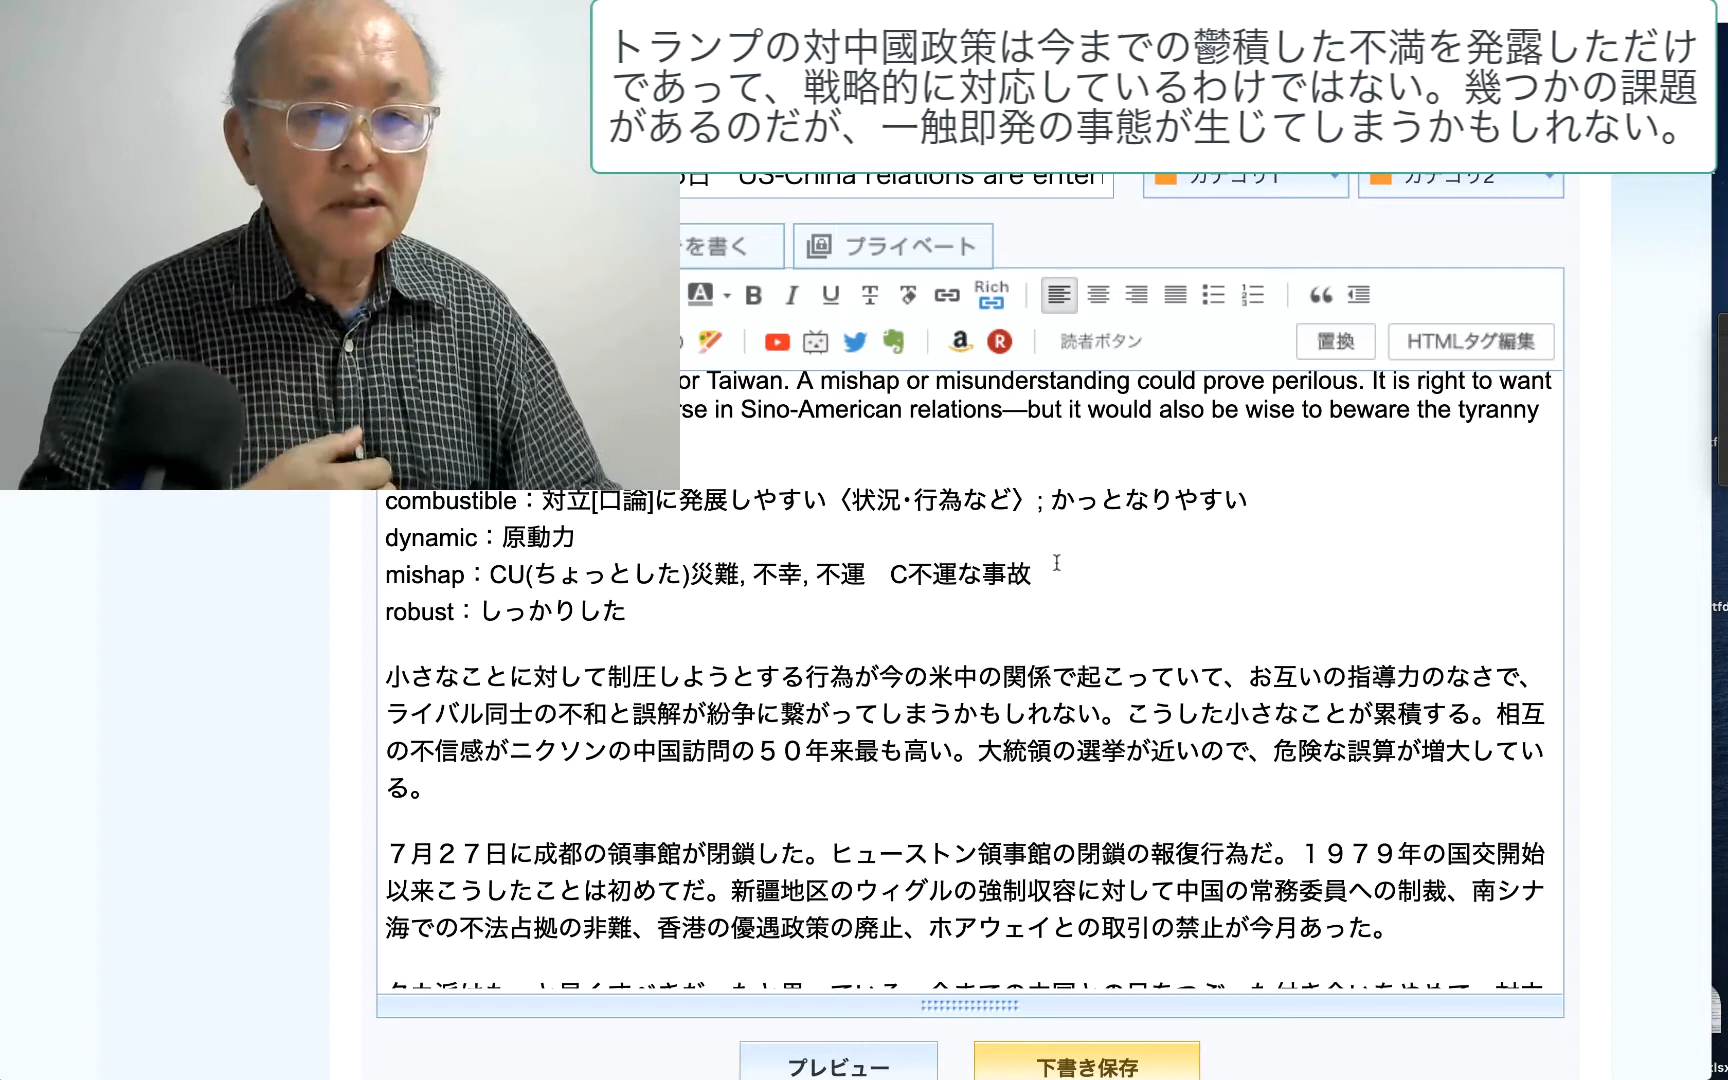 トランプの対中國政策は今までの鬱積した不満を発露しただけ
であって、戦略的に対応しているわけではない。幾つかの課題
があるのだが、一触即発の事態が生じてしまうかもしれない。
日 US-China relations are enter
カテゴリ1
カテゴリ2
を書く
プライベート
Rich
読者ボタン
置換
HTMLタグ編集
or Taiwan. A mishap or misunderstanding could prove perilous. It is right to want
rse in Sino-American relations—but it would also be wise to beware the tyranny
combustible：対立[口論]に発展しやすい〈状況・行為など〉; かっとなりやすい
dynamic：原動力
mishap：CU(ちょっとした)災難, 不幸, 不運　C不運な事故
robust：しっかりした
小さなことに対して制圧しようとする行為が今の米中の関係で起こっていて、お互いの指導力のなさで、
ライバル同士の不和と誤解が紛争に繋がってしまうかもしれない。こうした小さなことが累積する。相互
の不信感がニクソンの中国訪問の５０年来最も高い。大統領の選挙が近いので、危険な誤算が増大してい
る。
７月２７日に成都の領事館が閉鎖した。ヒューストン領事館の閉鎖の報復行為だ。１９７９年の国交開始
以来こうしたことは初めてだ。新疆地区のウィグルの強制収容に対して中国の常務委員への制裁、南シナ
海での不法占拠の非難、香港の優遇政策の廃止、ホアウェイとの取引の禁止が今月あった。
プレビュー
下書き保存